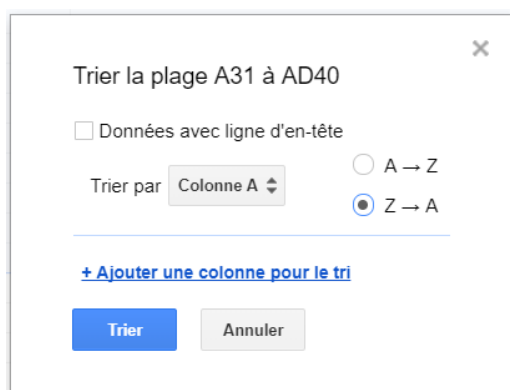 Trier la plage A31 à AD40
Données avec ligne d'en-tête
Trier par Colonne A
A → Z
Z → A
+ Ajouter une colonne pour le tri
Trier Annuler